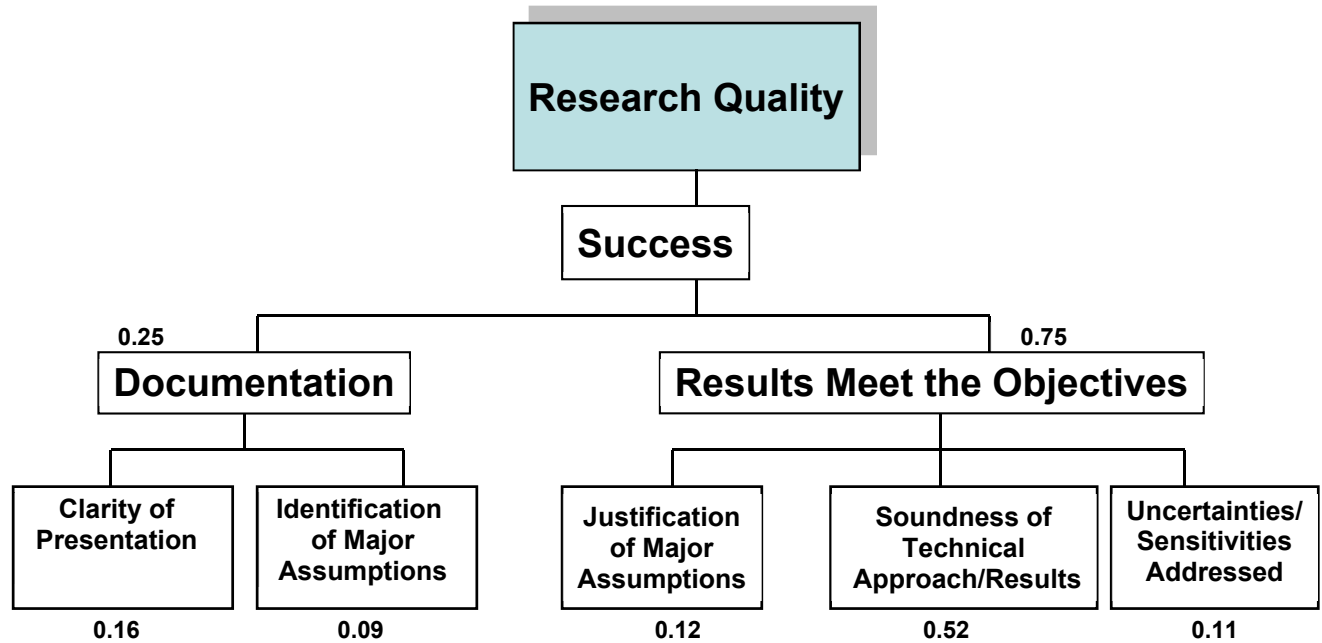 Research Quality
Success
0.25
0.75
Documentation
Results Meet the Objectives
Clarity of
Presentation
Identification
of Major
Assumptions
Justification
of Major
Assumptions
Soundness of
Technical
Approach/Results
Uncertainties/
Sensitivities
Addressed
0.16
0.09
0.12
0.52
0.11